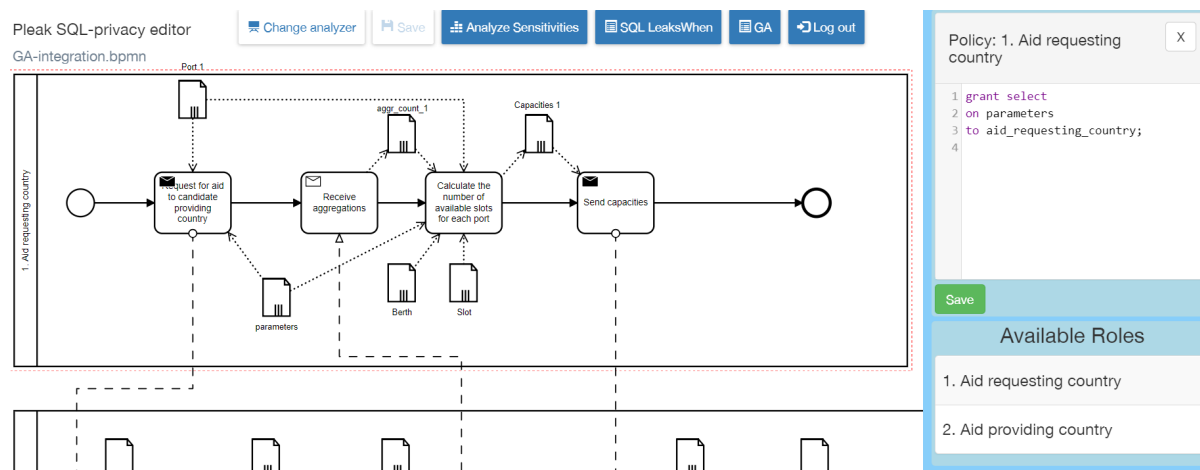 Pleak SQL-privacy editor
Change analyzer
Save
Analyze Sensitivities
SQL LeaksWhen
GA
Log out
GA-integration.bpmn
Port 1
aggr_count_1
Capacities 1
1. Aid requesting country
Request for aid
to candidate
providing
country
Receive
aggregations
Calculate the
number of
available slots
for each port
Send capacities
parameters
Berth
Slot
Policy: 1. Aid requesting
country
X
1 grant select
2 on parameters
3 to aid_requesting_country;
4
Save
Available Roles
1. Aid requesting country
2. Aid providing country